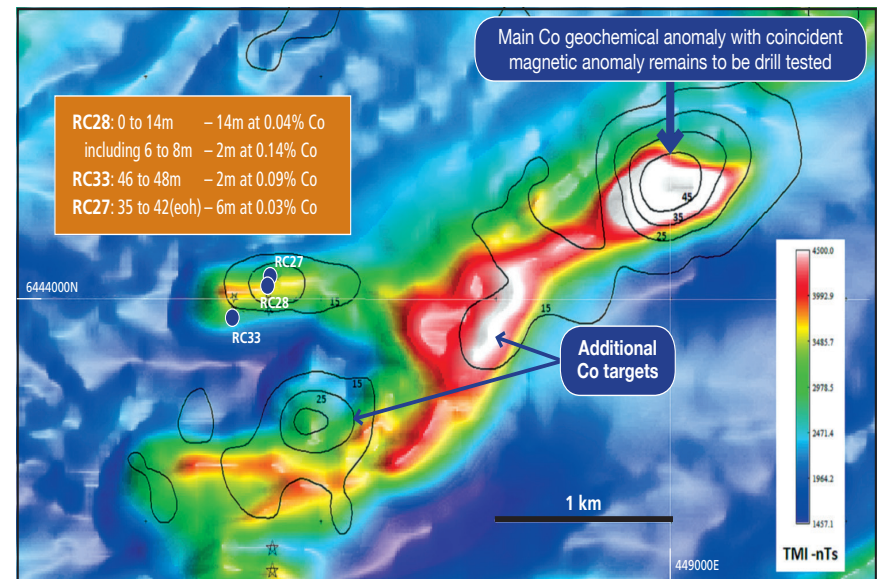 Main Co geochemical anomaly with coincident
magnetic anomaly remains to be drill tested
RC28: 0 to 14m – 14m at 0.04% Co
including 6 to 8m – 2m at 0.14% Co
RC33: 46 to 48m – 2m at 0.09% Co
RC27: 35 to 42(eoh) – 6m at 0.03% Co
45
35
25
RC27
6444000N
RC28
15
15
RC33
Additional
Co targets
15
25
1 km
449000E
4500.0
3992.9
3485.7
2978.5
2471.4
1964.2
1457.1
TMI -nTs